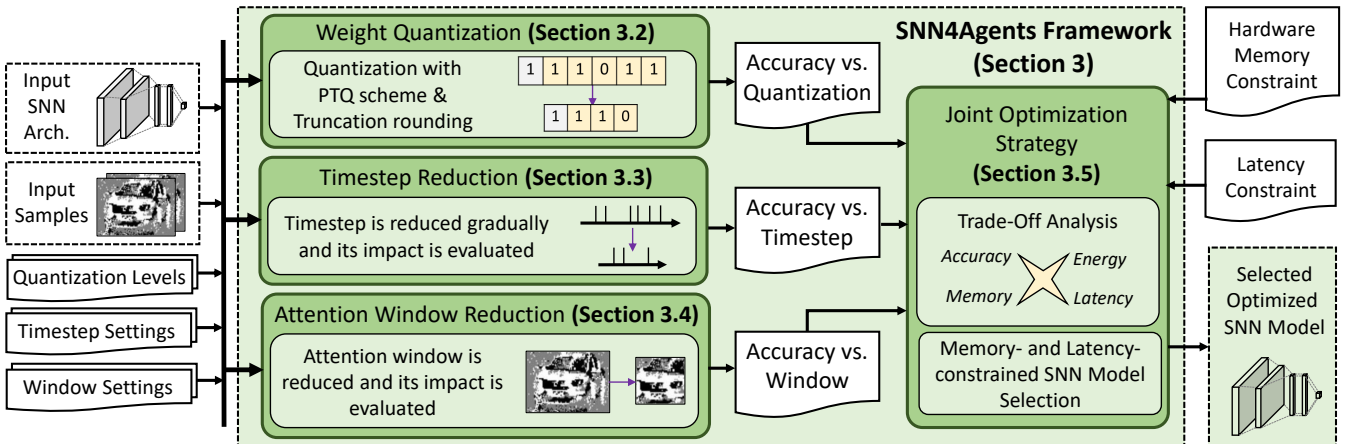 Input
SNN
Arch.
Input
Samples
Quantization Levels
Timestep Settings
Window Settings
Weight Quantization (Section 3.2)
Quantization with
PTQ scheme &
Truncation rounding
1 1 1 0 1 1
1 1 1 0
Timestep Reduction (Section 3.3)
Timestep is reduced gradually
and its impact is evaluated
Attention Window Reduction (Section 3.4)
Attention window is
reduced and its impact is
evaluated
Accuracy vs.
Quantization
Accuracy vs.
Timestep
Accuracy vs.
Window
SNN4Agents Framework
(Section 3)
Joint Optimization
Strategy
(Section 3.5)
Trade-Off Analysis
Accuracy Energy
Memory Latency
Memory- and Latency-
constrained SNN Model
Selection
Hardware
Memory
Constraint
Latency
Constraint
Selected
Optimized
SNN Model